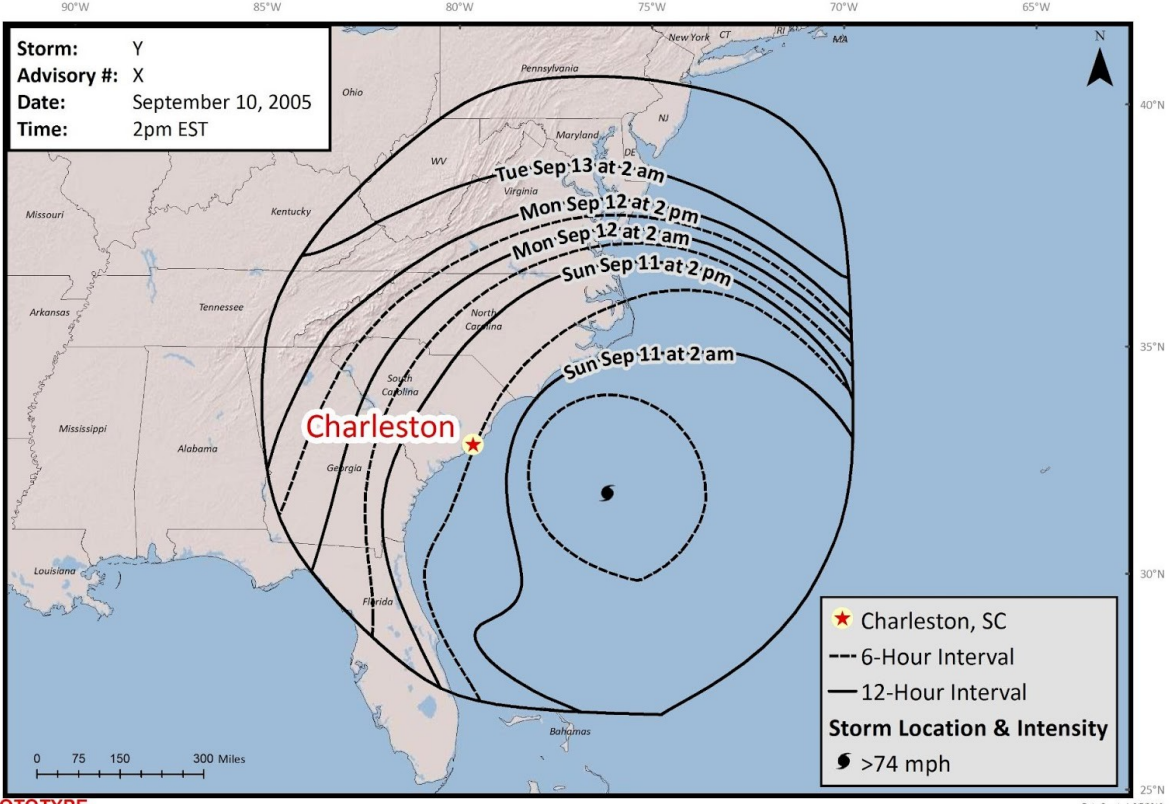 90°W 85°W 80°W 75°W 70°W 65°W
Storm: Y
Advisory #: X
Date: September 10, 2005
Time: 2pm EST
N
New York
CT
RI
MA
Pennsylvania
Ohio
40°N
NJ
Maryland
DE
WV
Tue Sep 13 at 2 am
Virginia
Mon Sep 12 at 2 pm
Missouri
Kentucky
Mon Sep 12 at 2 am
Sun Sep 11 at 2 pm
Arkansas
Tennessee
North
Carolina
35°N
Sun Sep 11 at 2 am
South
Carolina
Charleston
Mississippi
Alabama
Georgia
Louisiana
30°N
Florida
Charleston, SC
6-Hour Interval
12-Hour Interval
Storm Location & Intensity
>74 mph
Bahamas
0 75 150 300 Miles
25°N